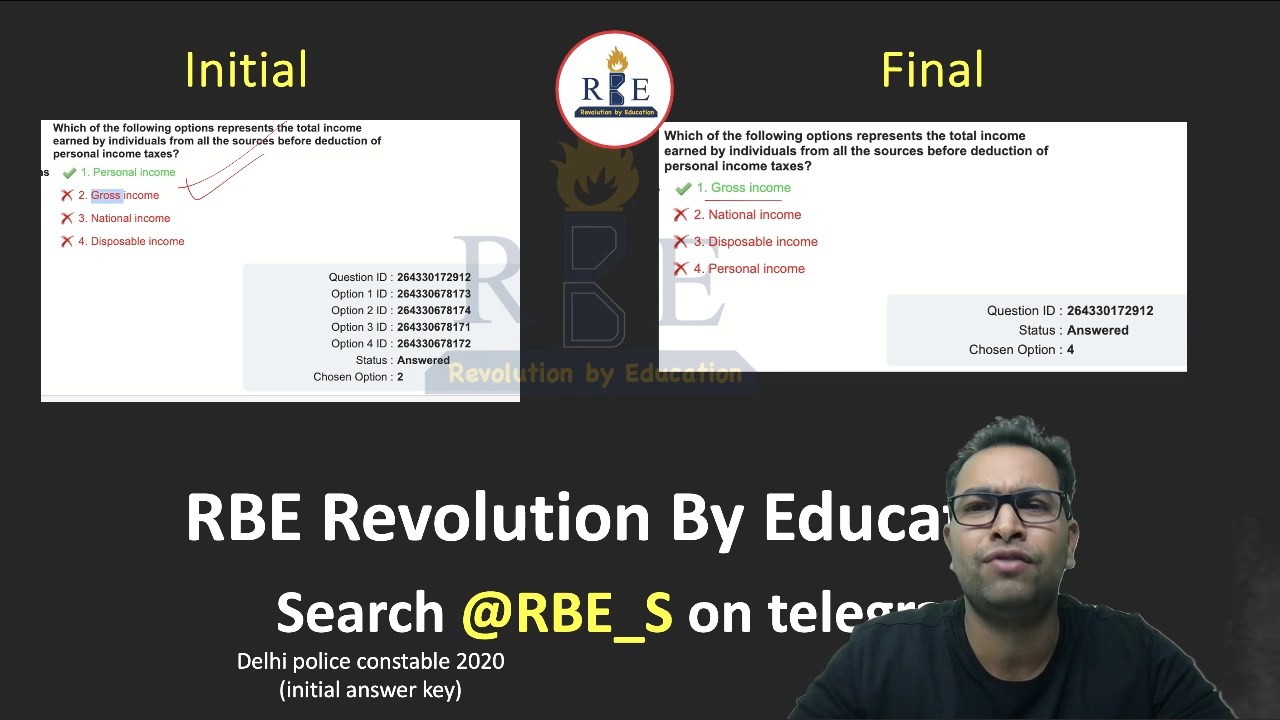 Initial
Final
R E
Revolution by Education
Which of the following options represents the total income
earned by individuals from all the sources before deduction of
personal income taxes?
ns
1. Personal income
2. Gross income
3. National income
4. Disposable income
Question ID : 264330172912
Option 1 ID : 264330678173
Option 2 ID : 264330678174
Option 3 ID : 264330678171
Option 4 ID : 264330678172
Status : Answered
Chosen Option : 2
Which of the following options represents the total income
earned by individuals from all the sources before deduction of
personal income taxes?
1. Gross income
2. National income
3. Disposable income
4. Personal income
Question ID : 264330172912
Status : Answered
Chosen Option : 4
R B E
Revolution by Education
RBE Revolution By Educat
Search @RBE_S on telegra
Delhi police constable 2020
(initial answer key)